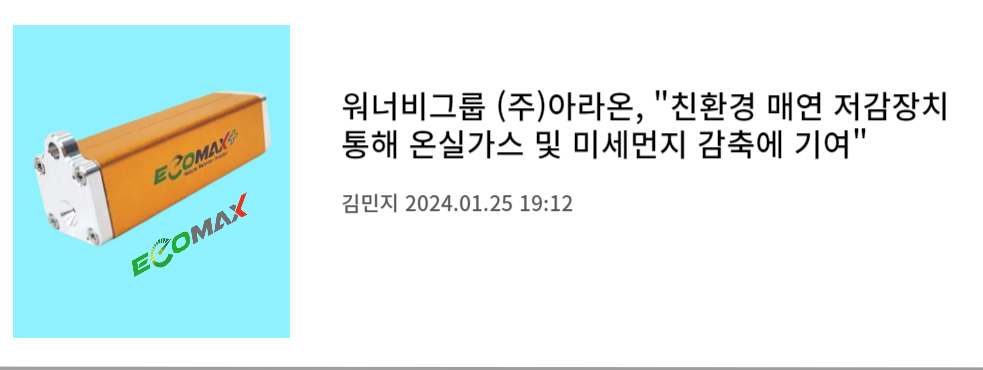 ECOMAX
ECOMAX
워너비그룹 (주)아라온, "친환경 매연 저감장치
통해 온실가스 및 미세먼지 감축에 기여"
김민지 2024.01.25 19:12